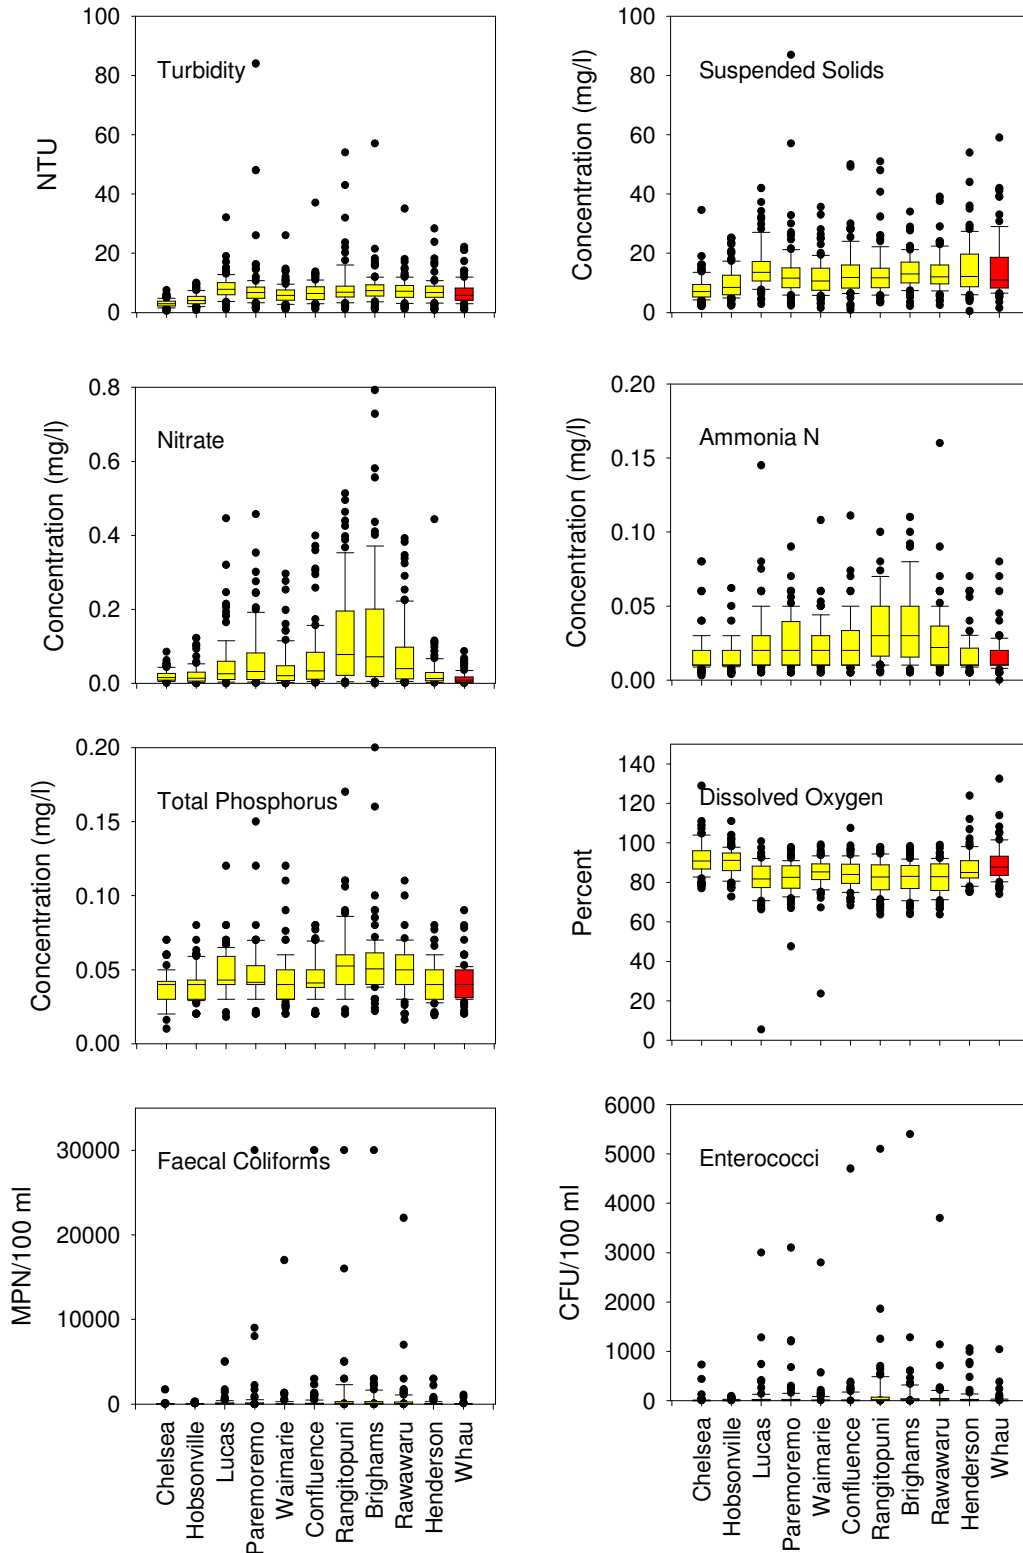 Turbidity
NTU
100
80
60
40
20
0
Suspended Solids
Concentration (mg/l)
100
80
60
40
20
0
Nitrate
Concentration (mg/l)
0.8
0.6
0.4
0.2
0.0
Ammonia N
Concentration (mg/l)
0.20
0.15
0.10
0.05
0.00
Total Phosphorus
Concentration (mg/l)
0.20
0.15
0.10
0.05
0.00
Dissolved Oxygen
Percent
140
120
100
80
60
40
20
0
Faecal Coliforms
MPN/100 ml
30000
20000
10000
0
Enterococci
CFU/100 ml
6000
5000
4000
3000
2000
1000
0
Chelsea
Hobsonville
Lucas
Paremoremo
Waimarie
Confluence
Rangitopuni
Brighams
Rawawaru
Henderson
Whau
Chelsea
Hobsonville
Lucas
Paremoremo
Waimarie
Confluence
Rangitopuni
Brighams
Rawawaru
Henderson
Whau